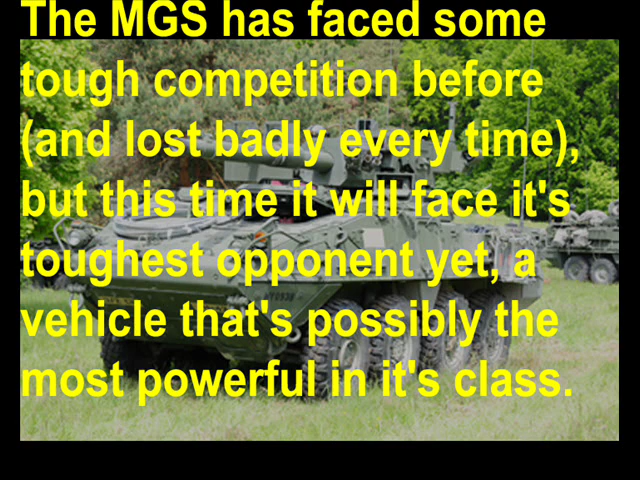 The MGS has faced some
tough competition before
(and lost badly every time),
but this time it will face it's
toughest opponent yet, a
vehicle that's possibly the
most powerful in it's class.